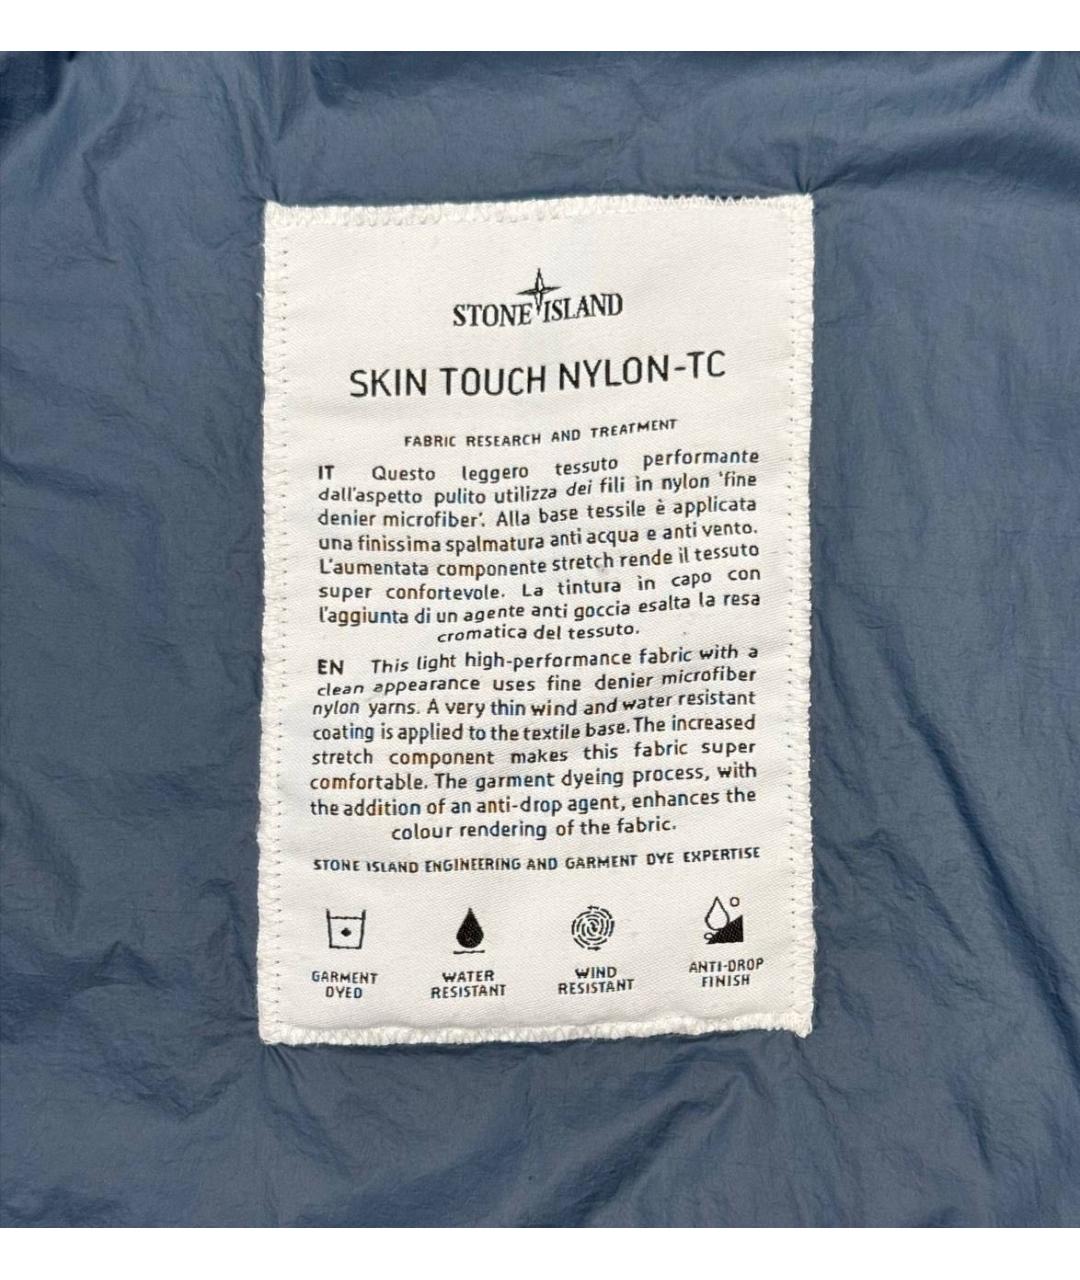 STONE ISLAND
SKIN TOUCH NYLON-TC
FABRIC RESEARCH AND TREATMENT
IT Questo leggero tessuto performante
dall'aspetto pulito utilizza dei fili in nylon 'fine
denier microfiber'. Alla base tessile è applicata
una finissima spalmatura anti acqua e anti vento.
L'aumentata componente stretch rende il tessuto
super confortevole. La tintura in capo con
l'aggiunta di un agente anti goccia esalta la resa
cromatica del tessuto.
EN This light high-performance fabric with a
clean appearance uses fine denier microfiber
nylon yarns. A very thin wind and water resistant
coating is applied to the textile base. The increased
stretch component makes this fabric super
comfortable. The garment dyeing process, with
the addition of an anti-drop agent, enhances the
colour rendering of the fabric.
STONE ISLAND ENGINEERING AND GARMENT DYE EXPERTISE
GARMENT DYED
WATER RESISTANT
WIND RESISTANT
ANTI-DROP FINISH